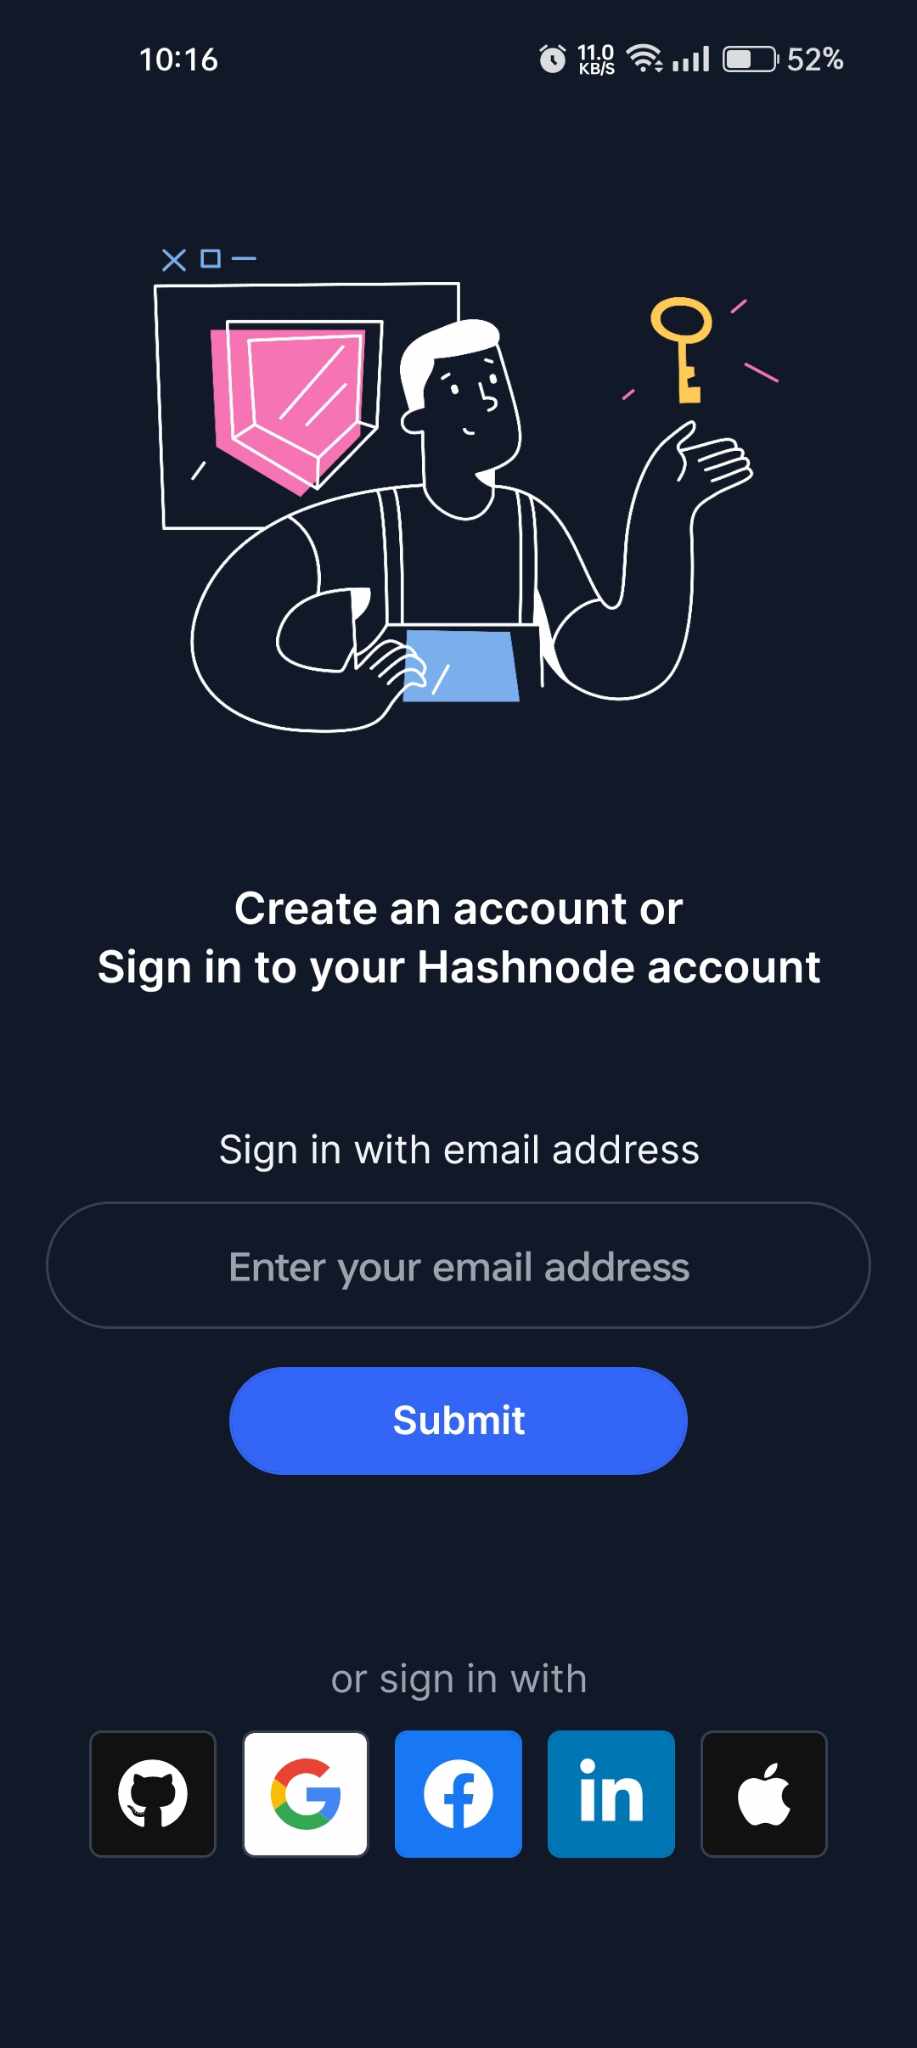 10:16
11.0
KB/S
52%
Create an account or
Sign in to your Hashnode account
Sign in with email address
Enter your email address
Submit
or sign in with
in